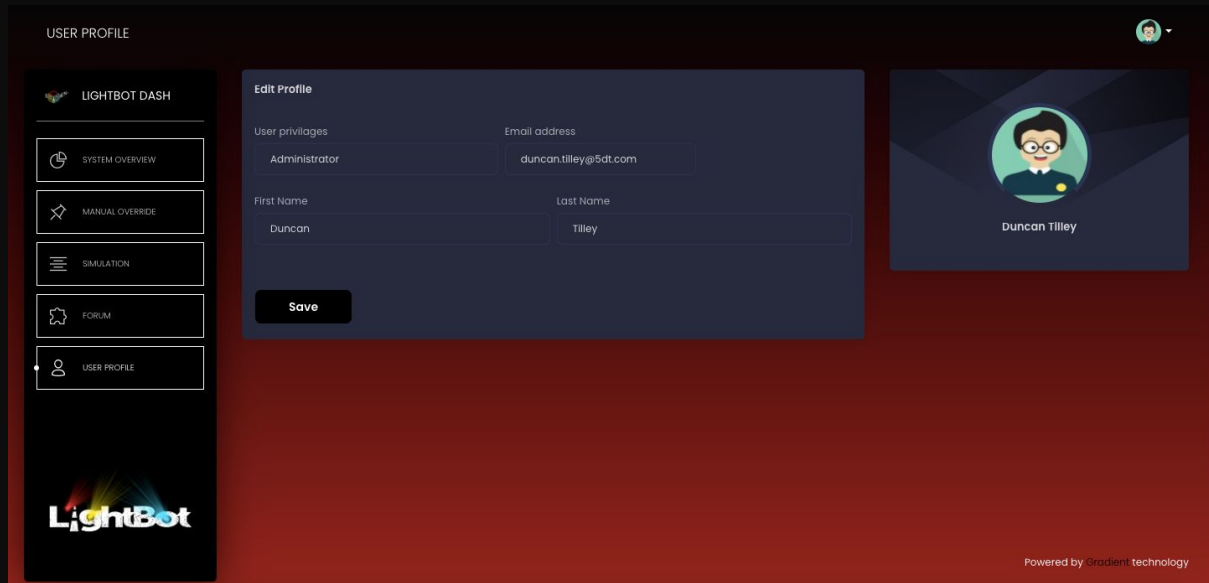 USER PROFILE
LIGHTBOT DASH
SYSTEM OVERVIEW
MANUAL OVERRIDE
SIMULATION
FORUM
USER PROFILE
LightBot
Edit Profile
User privilages
Email address
Administrator
duncan.tilley@5dt.com
First Name
Last Name
Duncan
Tilley
Save
Duncan Tilley
Powered by Gradient technology